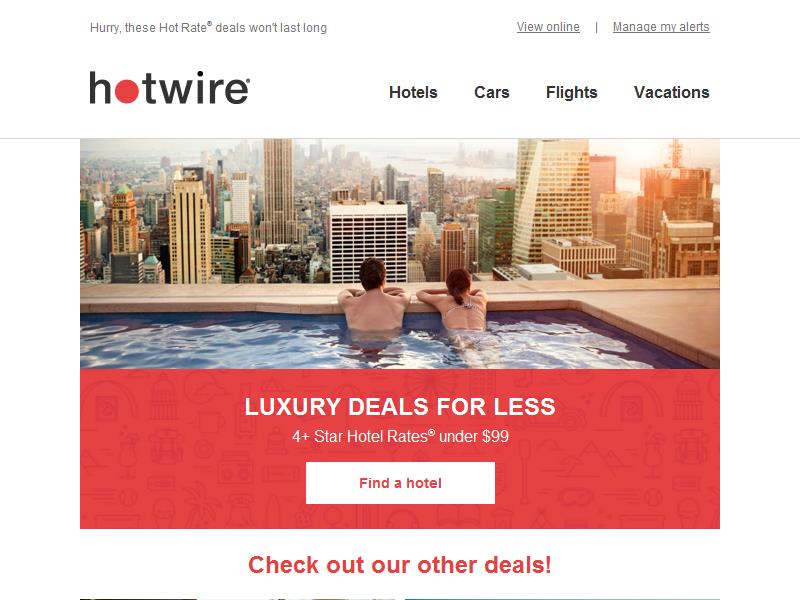 Hurry, these Hot Rate® deals won't last long
View online | Manage my alerts
hotwire®
Hotels Cars Flights Vacations
LUXURY DEALS FOR LESS
4+ Star Hotel Rates® under $99
Find a hotel
Check out our other deals!